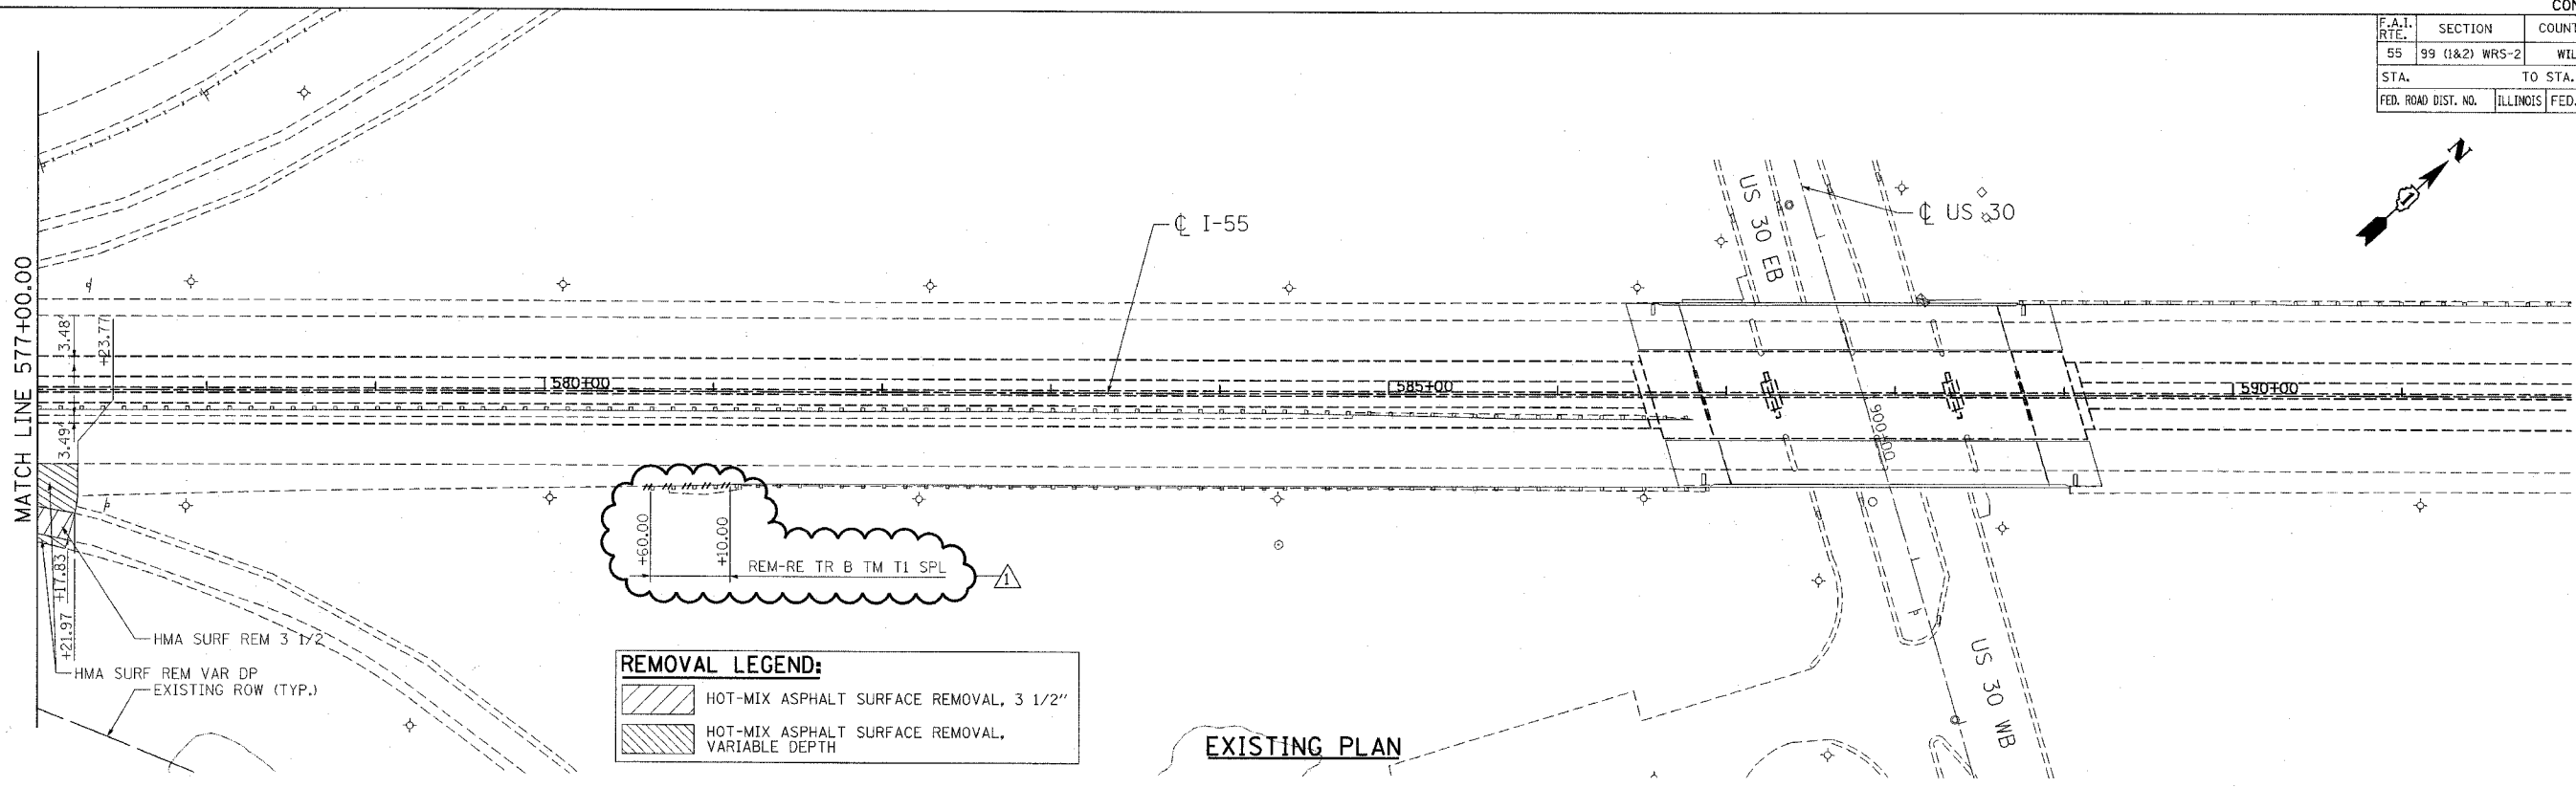 CON
F.A.I. RTE. SECTION COUNT
55 99 (1&2) WRS-2 WIL
STA. TO STA.
FED. ROAD DIST. NO. ILLINOIS FED.
N
MATCH LINE 577+00.00
3.48'
+23.77
3.49'
+17.83
+21.97
₵ I-55
US 30 EB
₵ US 30
580+00
585+00
590+00
900+00
+60.00
+10.00
REM-RE TR B TM T1 SPL
1
HMA SURF REM 3 1/2
HMA SURF REM VAR DP
EXISTING ROW (TYP.)
REMOVAL LEGEND:
HOT-MIX ASPHALT SURFACE REMOVAL, 3 1/2"
HOT-MIX ASPHALT SURFACE REMOVAL,
VARIABLE DEPTH
EXISTING PLAN
US 30 WB